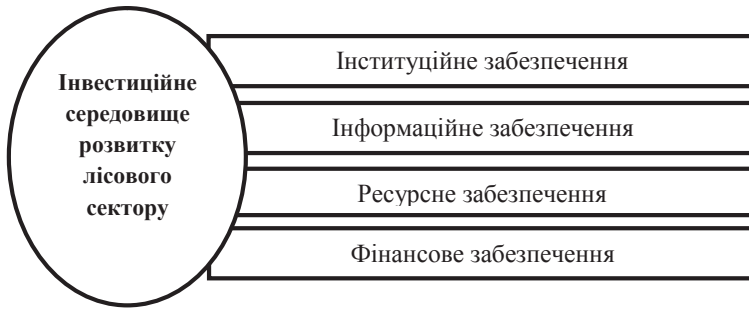 Інвестиційне
середовище
розвитку
лісового
сектору
Інституційне забезпечення
Інформаційне забезпечення
Ресурсне забезпечення
Фінансове забезпечення